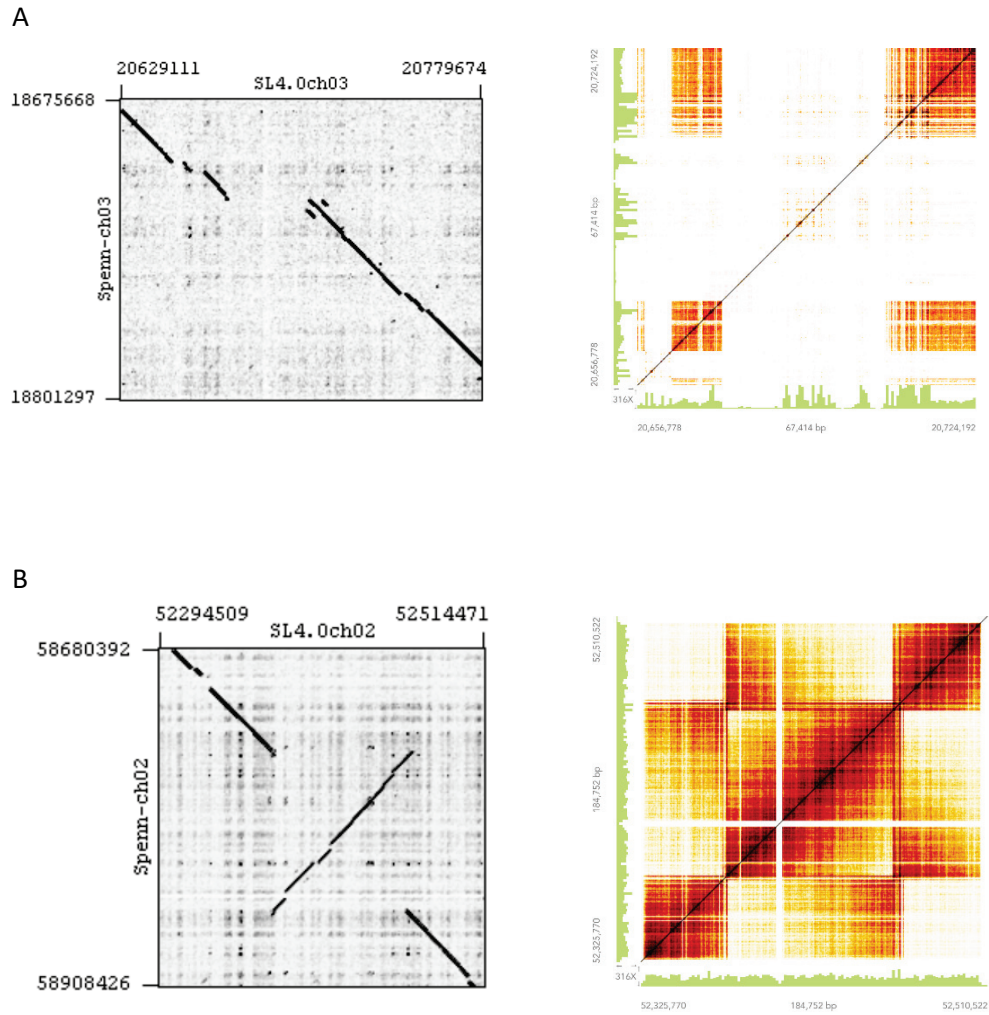 A
20629111 20779674
SL4.0ch03
18675668
Spenn-ch03
18801297
20,724,192
67,414 bp
20,656,778
316X
20,656,778 67,414 bp 20,724,192
B
52294509 52514471
SL4.0ch02
58680392
Spenn-ch02
58908426
52,510,522
184,752 bp
52,325,770
316X
52,325,770 184,752 bp 52,510,522